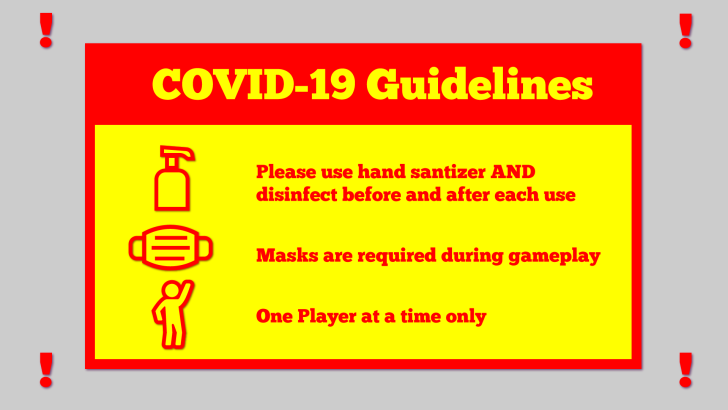 COVID-19 Guidelines
Please use hand santizer AND
disinfect before and after each use
Masks are required during gameplay
One Player at a time only